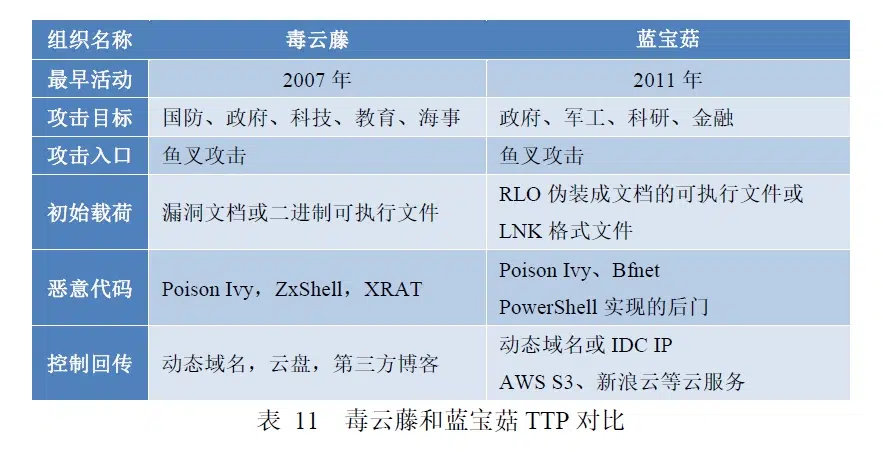 组织名称 毒云藤 蓝宝菇
最早活动 2007 年 2011 年
攻击目标 国防、政府、科技、教育、海事 政府、军工、科研、金融
攻击入口 鱼叉攻击 鱼叉攻击
初始载荷 漏洞文档或二进制可执行文件 RLO 伪装成文档的可执行文件或
LNK 格式文件
恶意代码 Poison Ivy，ZxShell，XRAT Poison Ivy、Bfnet
PowerShell 实现的后门
控制回传 动态域名，云盘，第三方博客 动态域名或 IDC IP
AWS S3、新浪云等云服务
表 11 毒云藤和蓝宝菇 TTP 对比